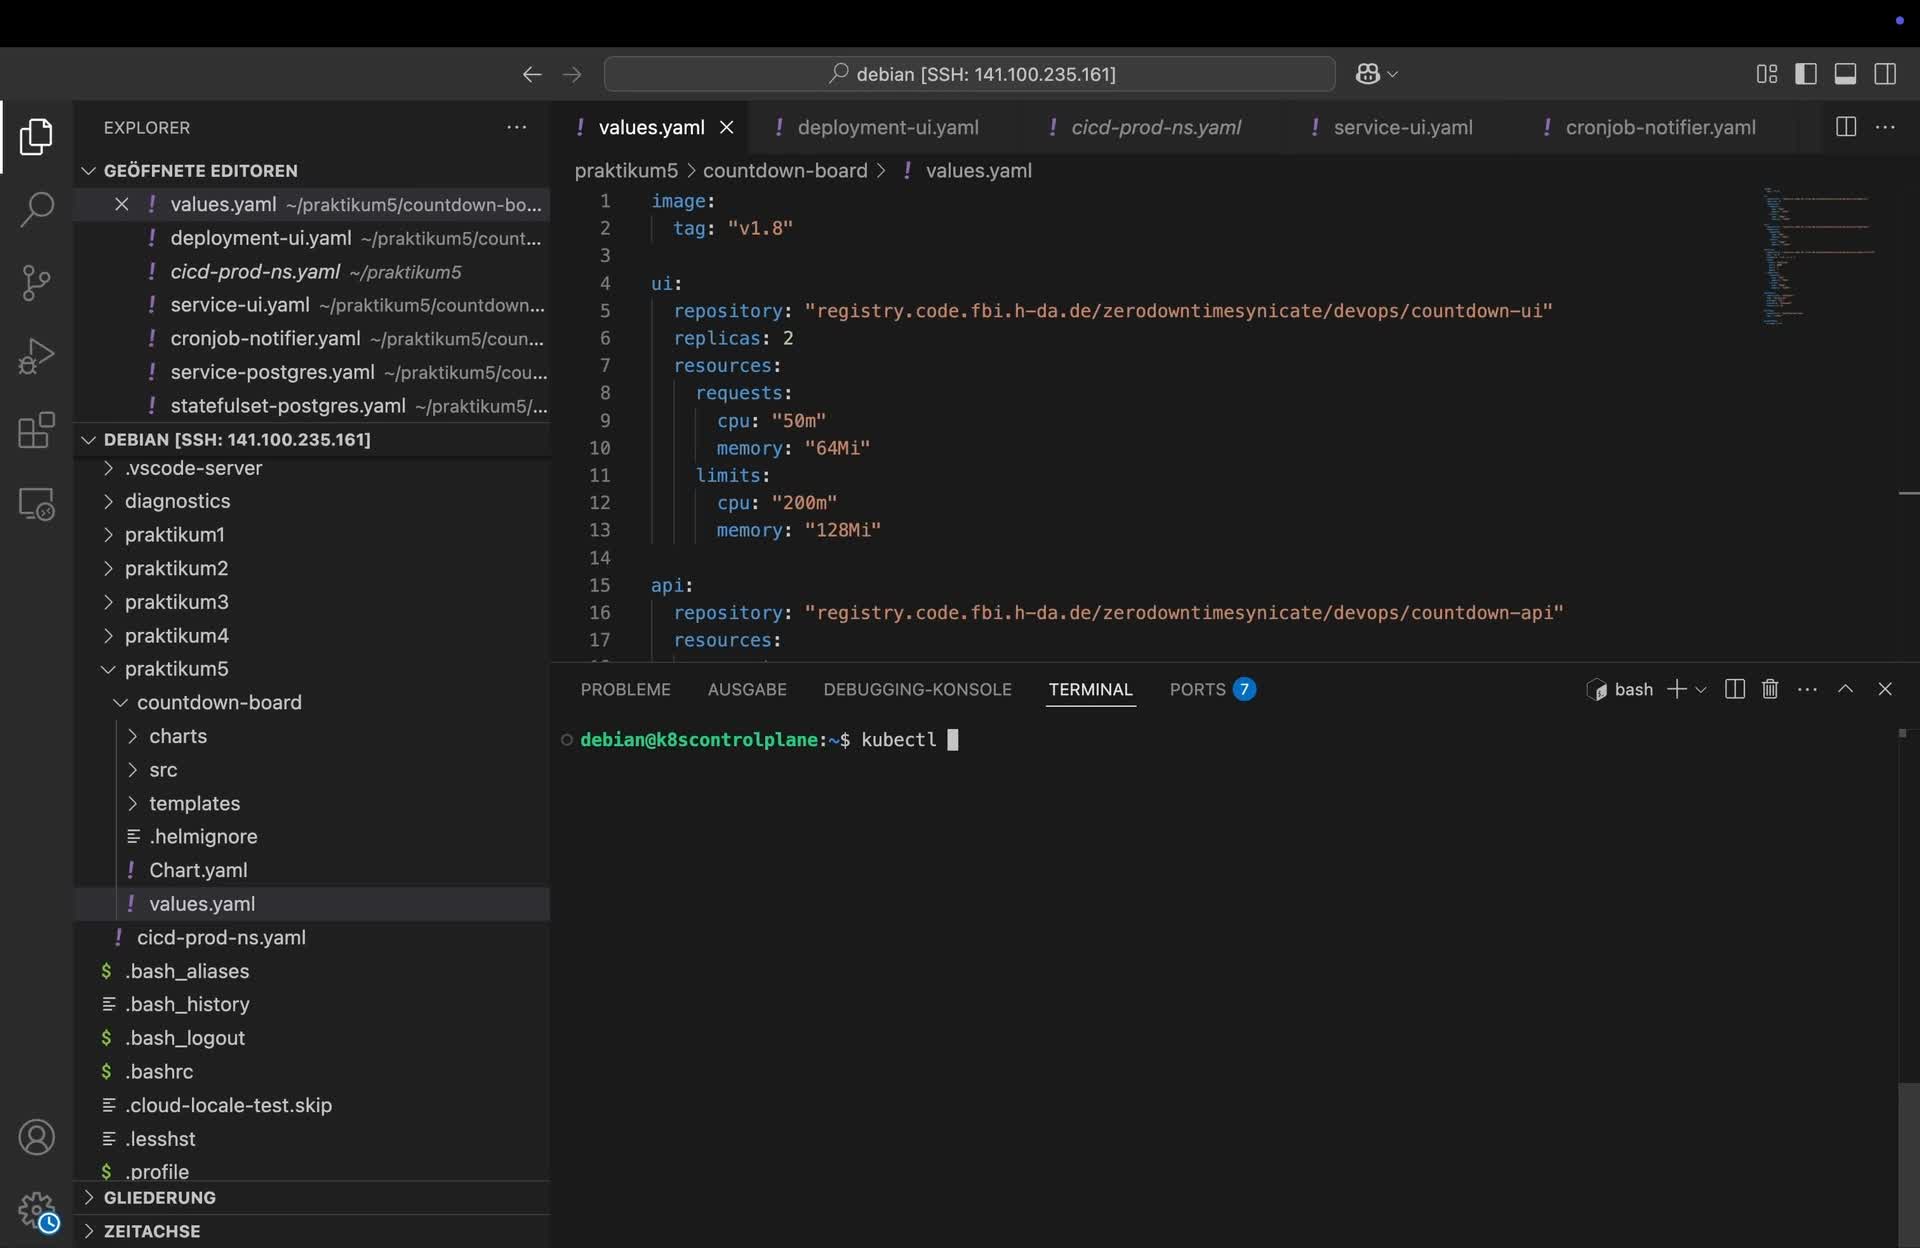 debian [SSH: 141.100.235.161]
EXPLORER
GEÖFFNETE EDITOREN
values.yaml ~/praktikum5/countdown-bo...
deployment-ui.yaml ~/praktikum5/count...
cicd-prod-ns.yaml ~/praktikum5
service-ui.yaml ~/praktikum5/countdown...
cronjob-notifier.yaml ~/praktikum5/coun...
service-postgres.yaml ~/praktikum5/cou...
statefulset-postgres.yaml ~/praktikum5/...
DEBIAN [SSH: 141.100.235.161]
.vscode-server
diagnostics
praktikum1
praktikum2
praktikum3
praktikum4
praktikum5
countdown-board
charts
src
templates
.helmignore
Chart.yaml
values.yaml
cicd-prod-ns.yaml
$ .bash_aliases
.bash_history
$ .bash_logout
$ .bashrc
.cloud-locale-test.skip
.lesshst
$ .profile
GLIEDERUNG
ZEITACHSE
! values.yaml ! deployment-ui.yaml ! cicd-prod-ns.yaml ! service-ui.yaml ! cronjob-notifier.yaml
praktikum5 > countdown-board > ! values.yaml
1 image:
2 tag: "v1.8"
3
4 ui:
5 repository: "registry.code.fbi.h-da.de/zerodowntimesynicate/devops/countdown-ui"
6 replicas: 2
7 resources:
8 requests:
9 cpu: "50m"
10 memory: "64Mi"
11 limits:
12 cpu: "200m"
13 memory: "128Mi"
14
15 api:
16 repository: "registry.code.fbi.h-da.de/zerodowntimesynicate/devops/countdown-api"
17 resources:
PROBLEME AUSGABE DEBUGGING-KONSOLE TERMINAL PORTS 7 bash
debian@k8scontrolplane:~$ kubectl